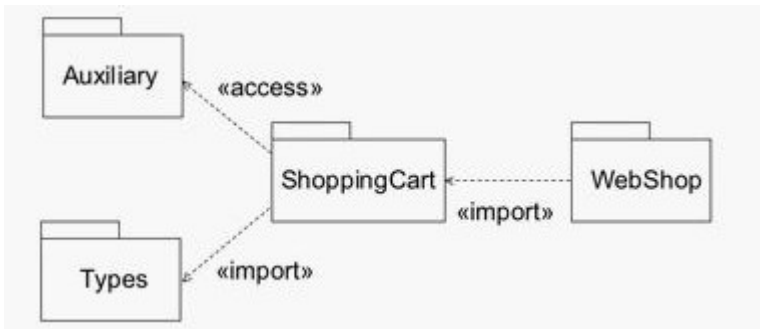 Auxiliary
«access»
ShoppingCart
WebShop
«import»
Types
«import»